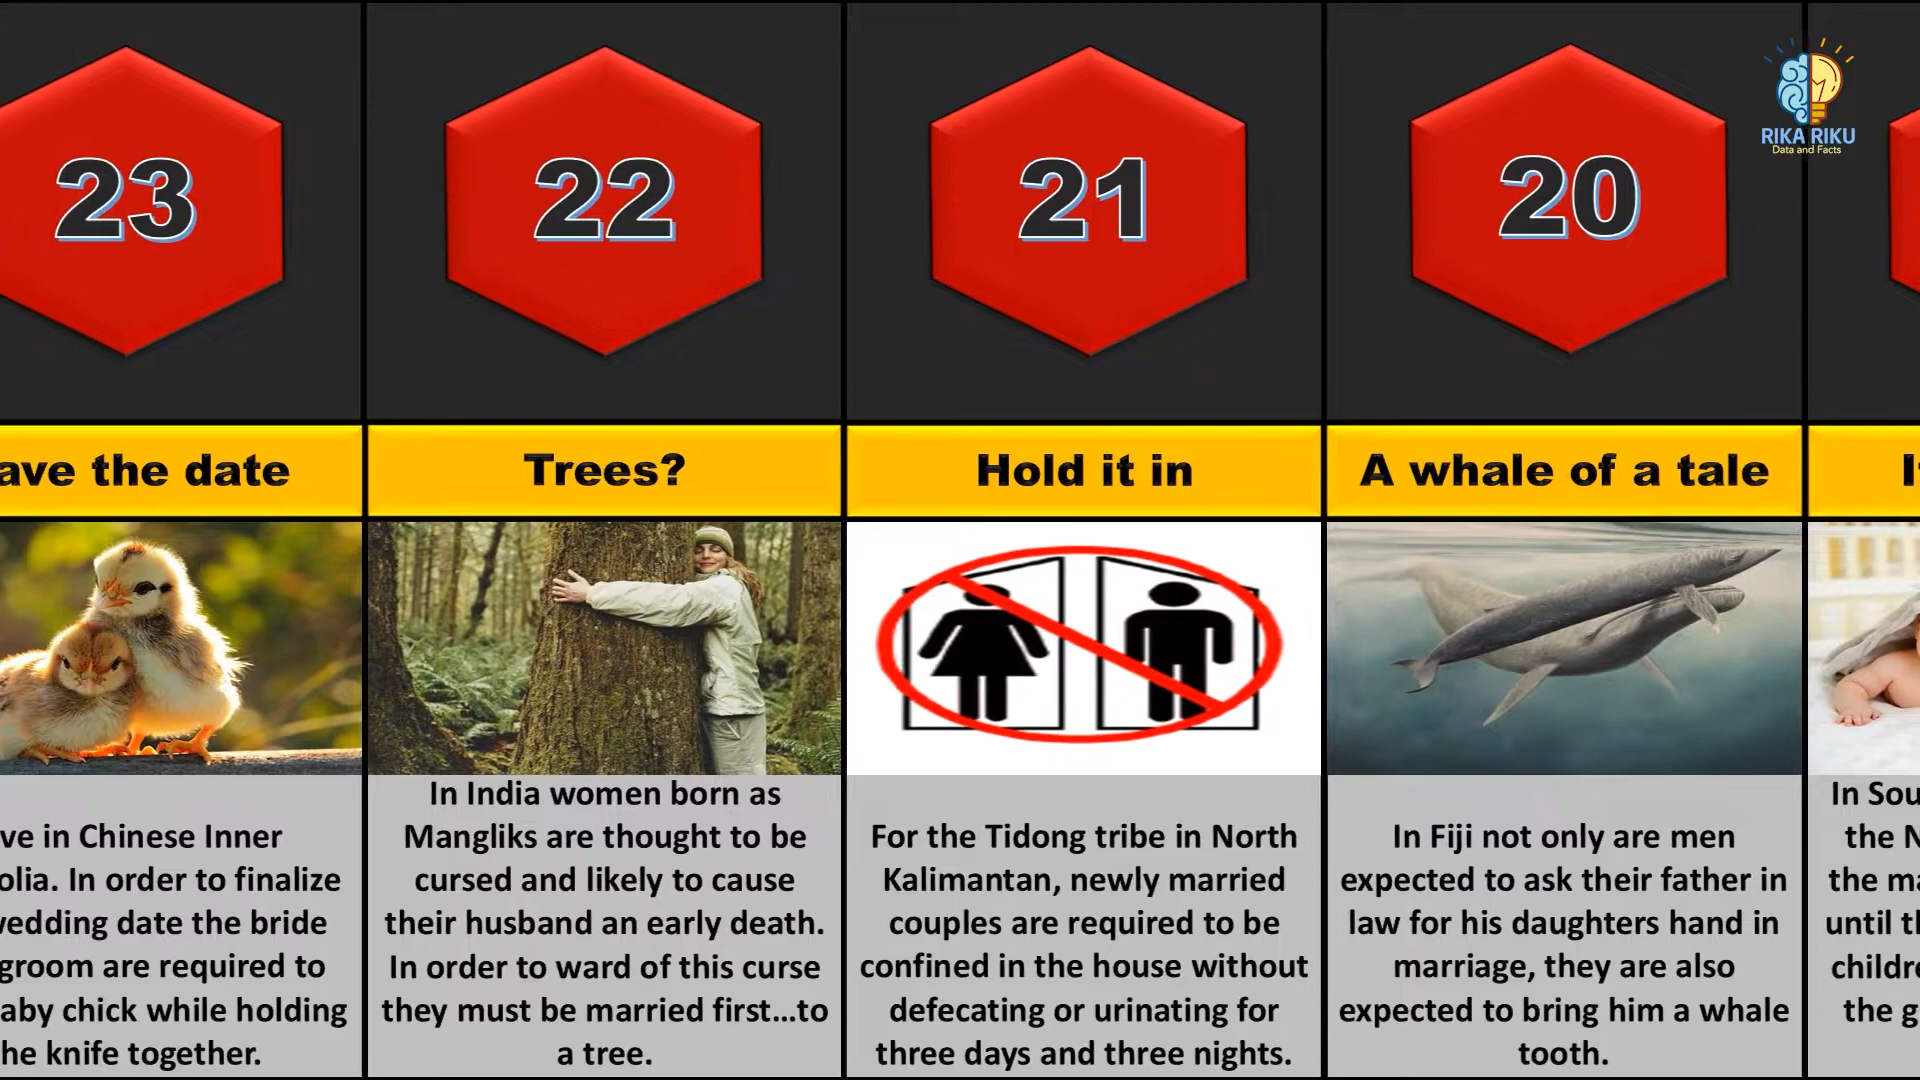 23
22
21
20
RIKA RIKU
Data and Facts
ave the date
Trees?
Hold it in
A whale of a tale
ve in Chinese Inner
olia. In order to finalize
wedding date the bride
groom are required to
aby chick while holding
he knife together.
In India women born as
Mangliks are thought to be
cursed and likely to cause
their husband an early death.
In order to ward of this curse
they must be married first...to
a tree.
For the Tidong tribe in North
Kalimantan, newly married
couples are required to be
confined in the house without
defecating or urinating for
three days and three nights.
In Fiji not only are men
expected to ask their father in
law for his daughters hand in
marriage, they are also
expected to bring him a whale
tooth.
In Sou
the N
the ma
until th
childre
the g